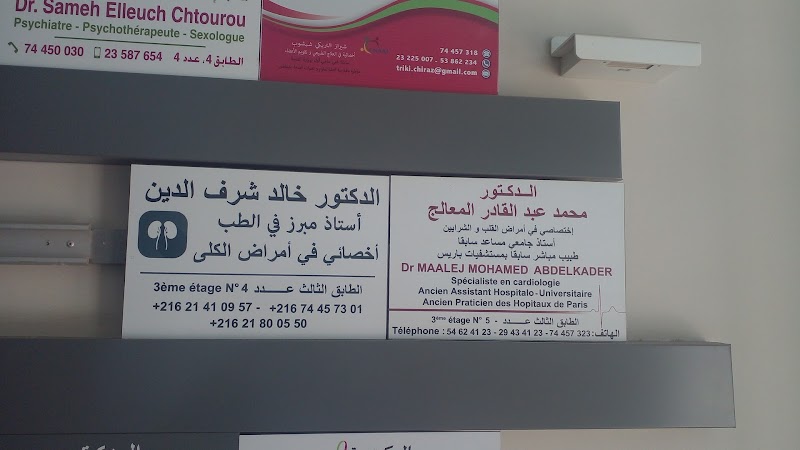 Dr. Sameh Elleuch Chtourou
Psychiatre - Psychothérapeute - Sexologue
74 450 030 23 587 654 الطابق 4. عدد 4
74 457 318
23 225 007 - 53 862 234
triki.chiraz@gmail.com
الدكتور خالد شرف الدين
أستاذ مبرز في الطب
أخصائي في أمراض الكلى
3ème étage N° 4 الطابق الثالث عـــدد
+216 21 41 09 57 - +216 74 45 73 01
+216 21 80 05 50
الـدكـتـور
محمد عبد القادر المعالج
إختصاصي في أمراض القلب و الشرايين
أستاذ جامعي مساعد سابقا
طبيب مباشر سابقا بمستشفيات باريس
Dr MAALEJ MOHAMED ABDELKADER
Spécialiste en cardiologie
Ancien Assistant Hospitalo-Universitaire
Ancien Praticien des Hopitaux de Paris
3ème étage N° 5 - الطابق الثالث عـــدد
Téléphone : 54 62 41 23 - 29 43 41 23 - 74 457 323 :الهاتف